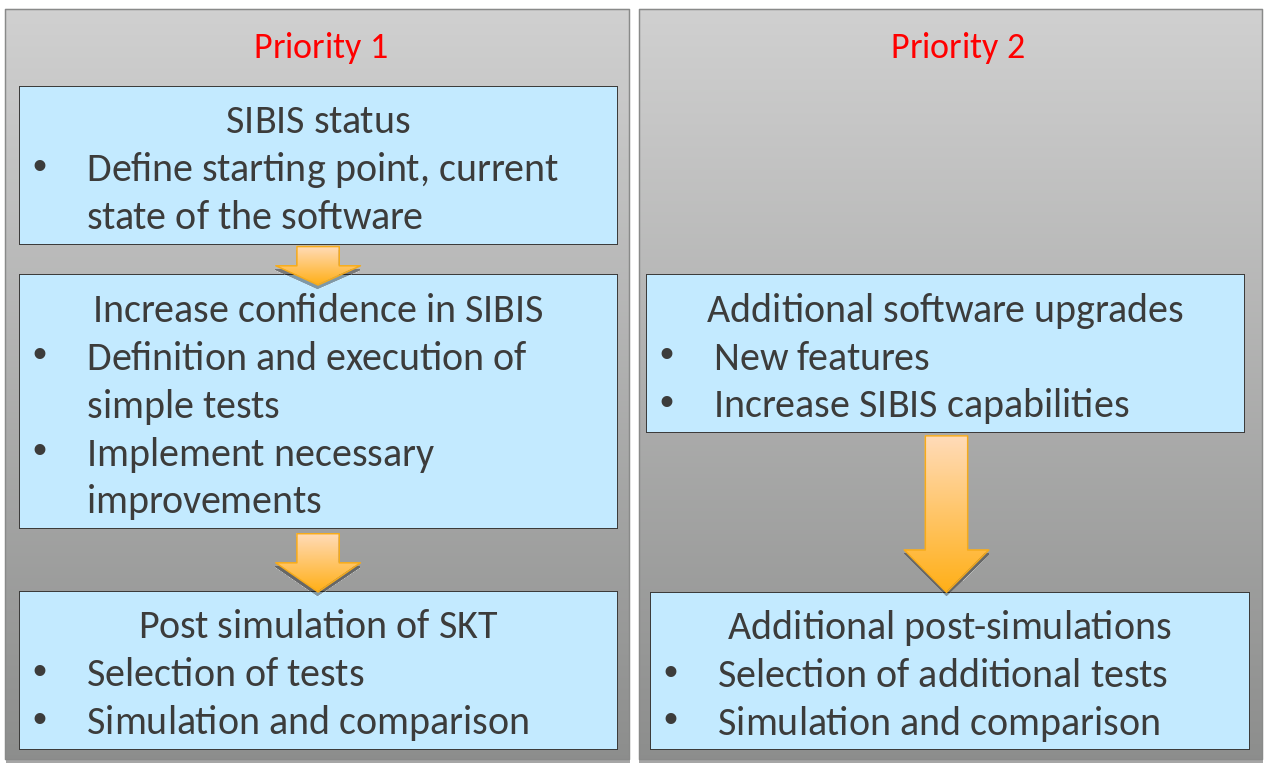 Priority 1
SIBIS status
• Define starting point, current
state of the software
Increase confidence in SIBIS
• Definition and execution of
simple tests
• Implement necessary
improvements
Post simulation of SKT
• Selection of tests
• Simulation and comparison
Priority 2
Additional software upgrades
• New features
• Increase SIBIS capabilities
Additional post-simulations
• Selection of additional tests
• Simulation and comparison